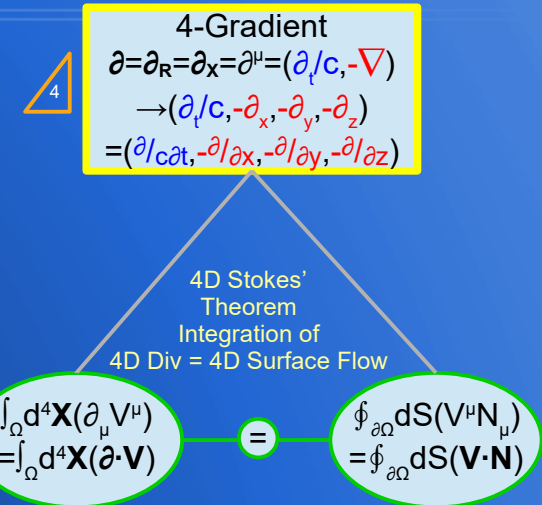 4-Gradient
∂=∂R=∂X=∂μ=(∂t/c,-∇)
→(∂t/c,-∂x,-∂y,-∂z)
=(∂/c∂t,-∂/∂x,-∂/∂y,-∂/∂z)
4
4D Stokes'
Theorem
Integration of
4D Div = 4D Surface Flow
∫Ωd⁴X(∂μVμ)
=∫Ωd⁴X(∂·V)
=
∮∂ΩdS(VμNμ)
=∮∂ΩdS(V·N)